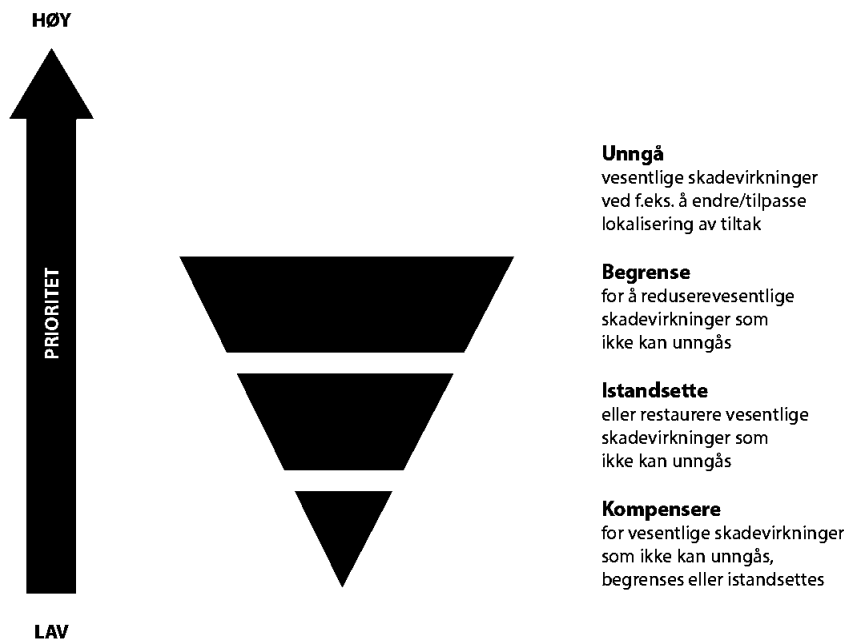 HØY
PRIORITET
LAV
Unngå
vesentlige skadevirkninger
ved f.eks. å endre/tilpasse
lokalisering av tiltak
Begrense
for å reduserevesentlige
skadevirkninger som
ikke kan unngås
Istandsette
eller restaurere vesentlige
skadevirkninger som
ikke kan unngås
Kompensere
for vesentlige skadevirkninger
som ikke kan unngås,
begrenses eller istandsettes